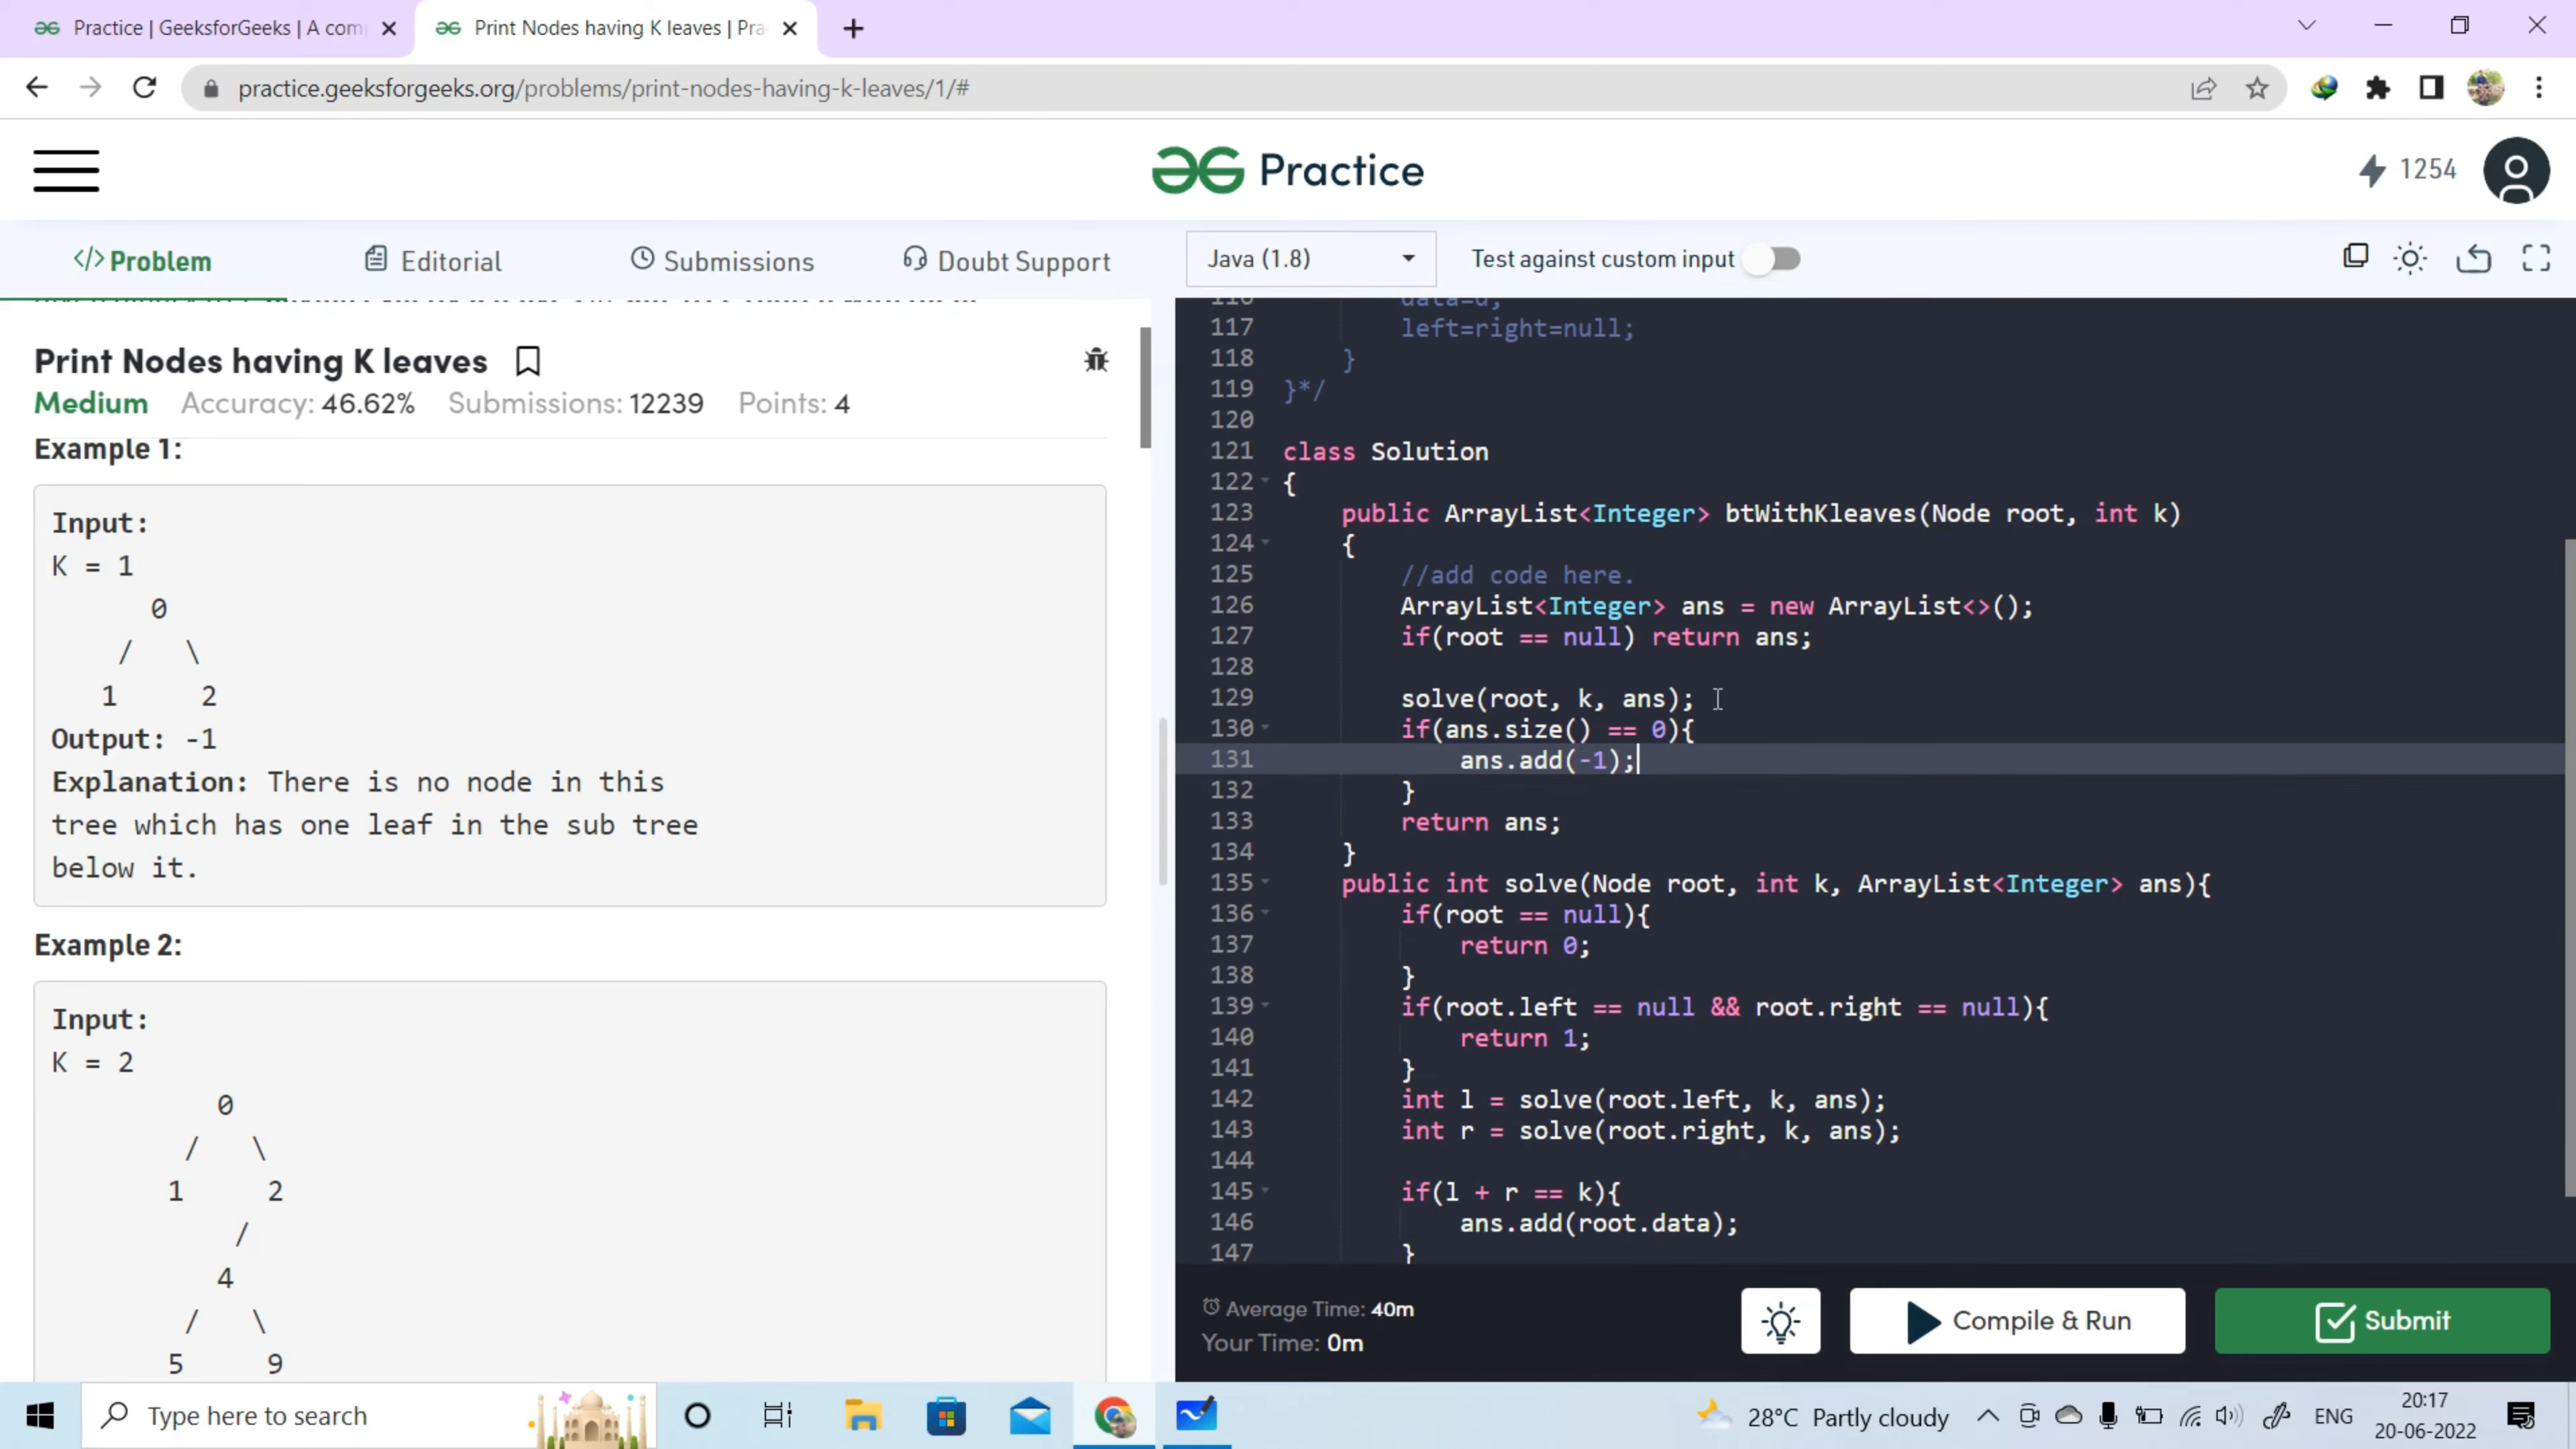 Practice | GeeksforGeeks | A com
Print Nodes having K leaves | Pra
practice.geeksforgeeks.org/problems/print-nodes-having-k-leaves/1/#
Practice
1254
</> Problem
Editorial
Submissions
Doubt Support
Java (1.8)
Test against custom input
Print Nodes having K leaves
Medium Accuracy: 46.62% Submissions: 12239 Points: 4
Example 1:
Input:
K = 1
0
/ \
1 2
Output: -1
Explanation: There is no node in this
tree which has one leaf in the sub tree
below it.
Example 2:
Input:
K = 2
0
/ \
1 2
/
4
/ \
5 9
116 data=d;
117 left=right=null;
118 }
119 }*/
120
121 class Solution
122 {
123 public ArrayList<Integer> btWithKleaves(Node root, int k)
124 {
125 //add code here.
126 ArrayList<Integer> ans = new ArrayList<>();
127 if(root == null) return ans;
128
129 solve(root, k, ans);
130 if(ans.size() == 0){
131 ans.add(-1);
132 }
133 return ans;
134 }
135 public int solve(Node root, int k, ArrayList<Integer> ans){
136 if(root == null){
137 return 0;
138 }
139 if(root.left == null && root.right == null){
140 return 1;
141 }
142 int l = solve(root.left, k, ans);
143 int r = solve(root.right, k, ans);
144
145 if(l + r == k){
146 ans.add(root.data);
147 }
Average Time: 40m
Your Time: 0m
Compile & Run
Submit
Type here to search
28°C Partly cloudy
ENG
20:17
20-06-2022